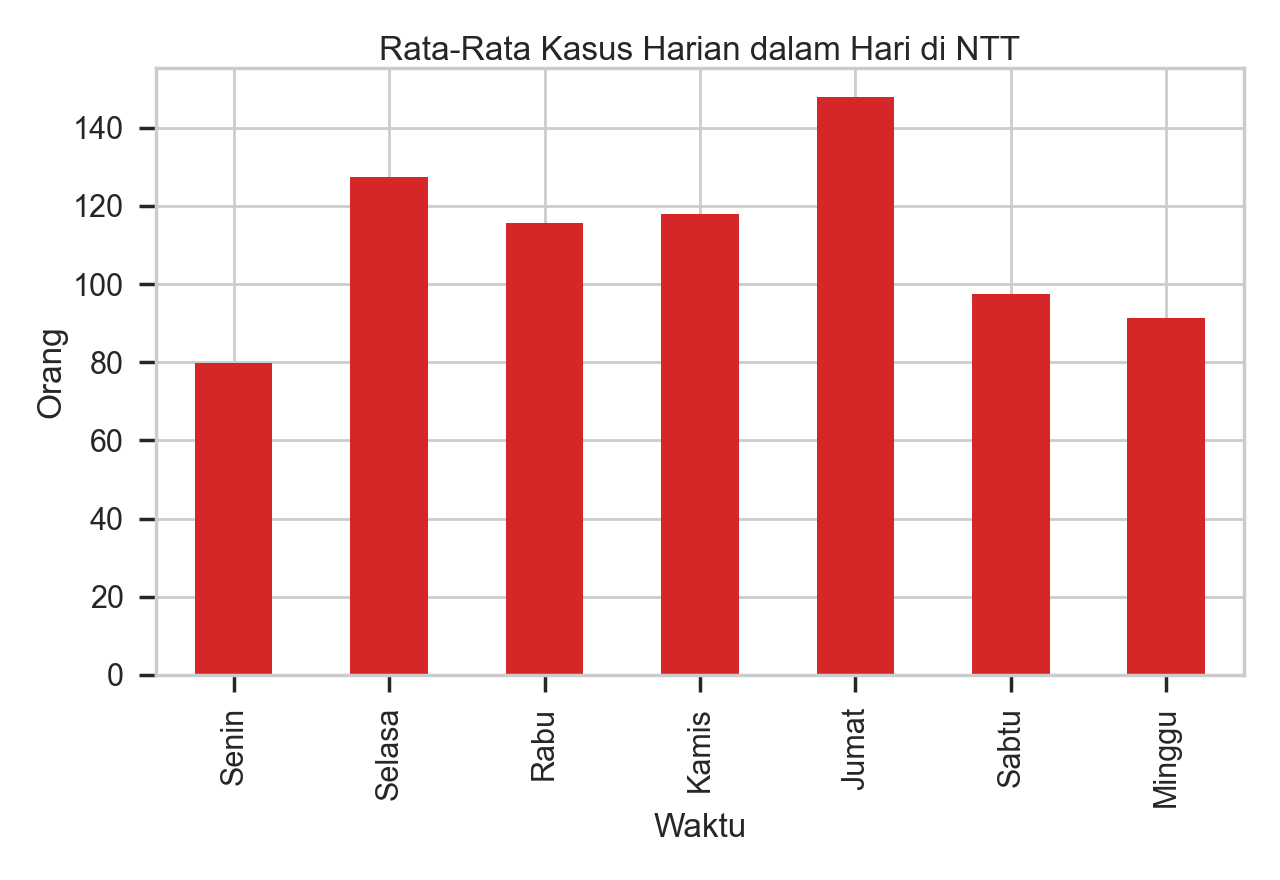 Rata-Rata Kasus Harian dalam Hari di NTT
140
120
100
80
60
40
20
0
Orang
Senin
Selasa
Rabu
Kamis
Jumat
Sabtu
Minggu
Waktu